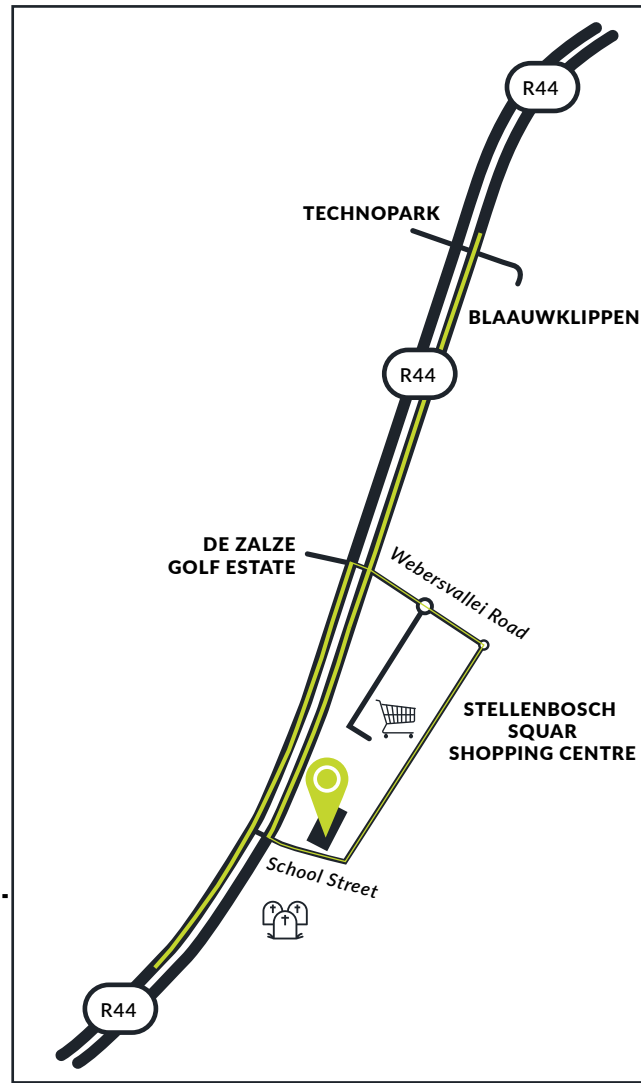 R44
TECHNOPARK
BLAAUWKLIPPEN
R44
DE ZALZE
GOLF ESTATE
Webersvallei Road
STELLENBOSCH
SQUAR
SHOPPING CENTRE
School Street
R44